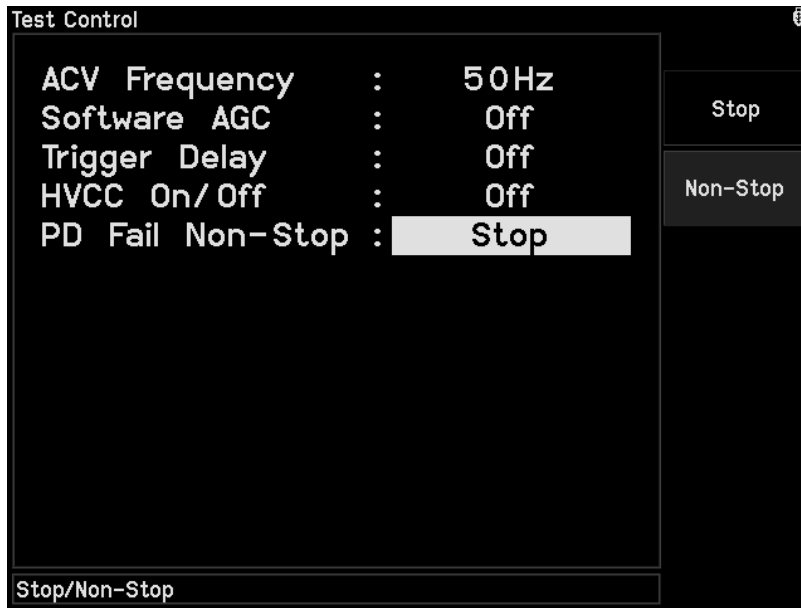 Test Control
ACV Frequency : 50Hz
Software AGC : Off
Trigger Delay : Off
HVCC On/Off : Off
PD Fail Non-Stop : Stop
Stop
Non-Stop
Stop/Non-Stop